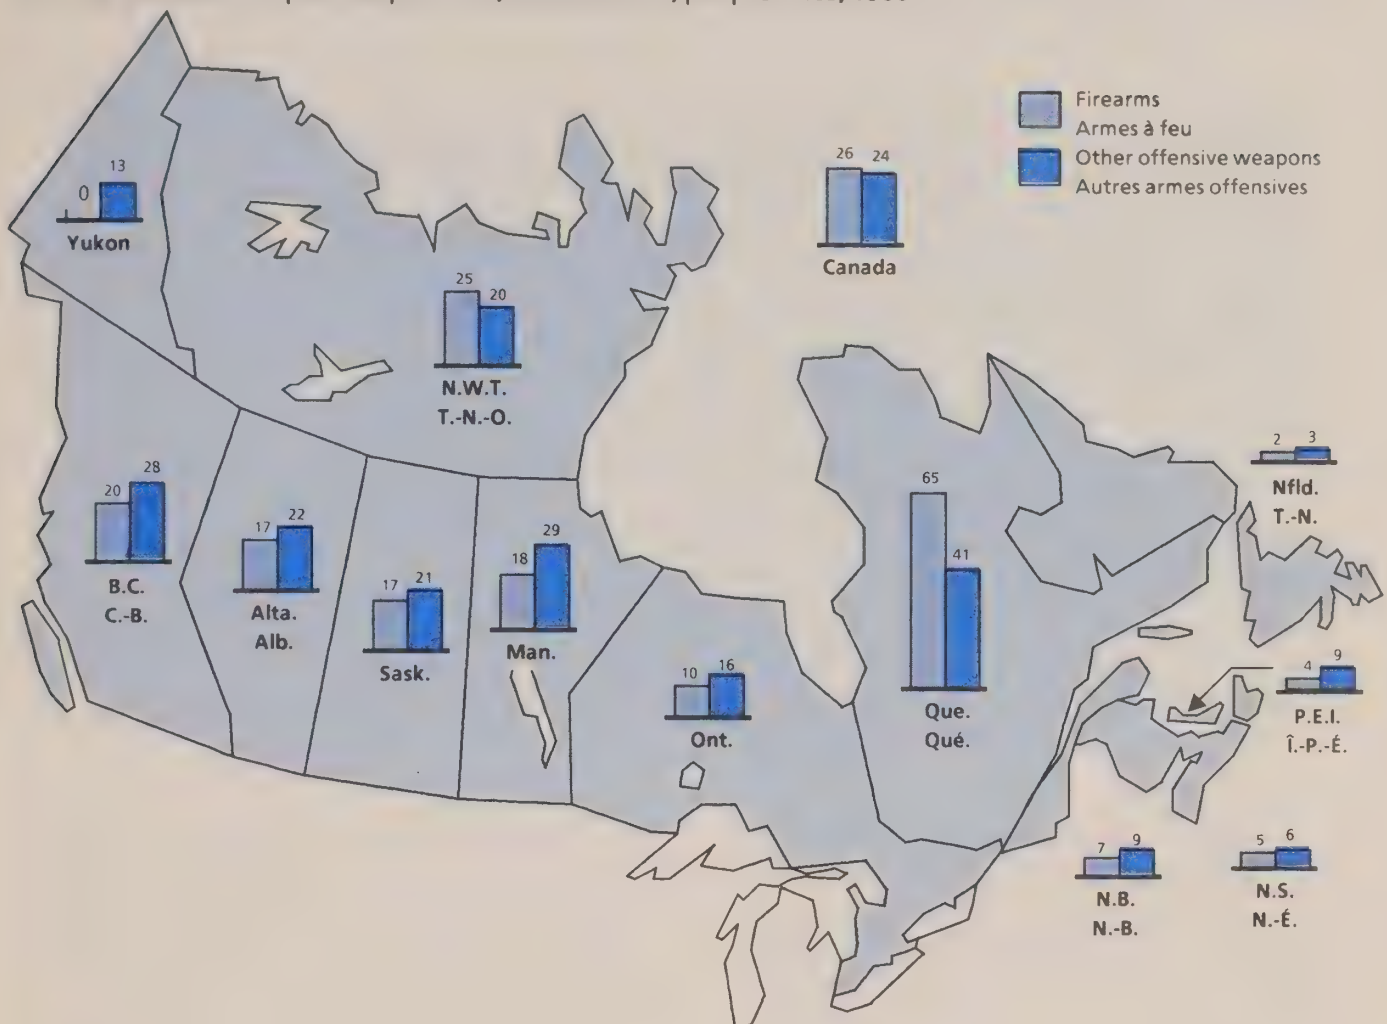 Firearms
Armes à feu
Other offensive weapons
Autres armes offensives
26 24
Canada
0 13
Yukon
25 20
N.W.T.
T.-N.-O.
20 28
B.C.
C.-B.
17 22
Alta.
Alb.
17 21
Sask.
18 29
Man.
10 16
Ont.
65
41
Que.
Qué.
2 3
Nfld.
T.-N.
4 9
P.E.I.
Î.-P.-É.
7 9
N.B.
N.-B.
5 6
N.S.
N.-É.